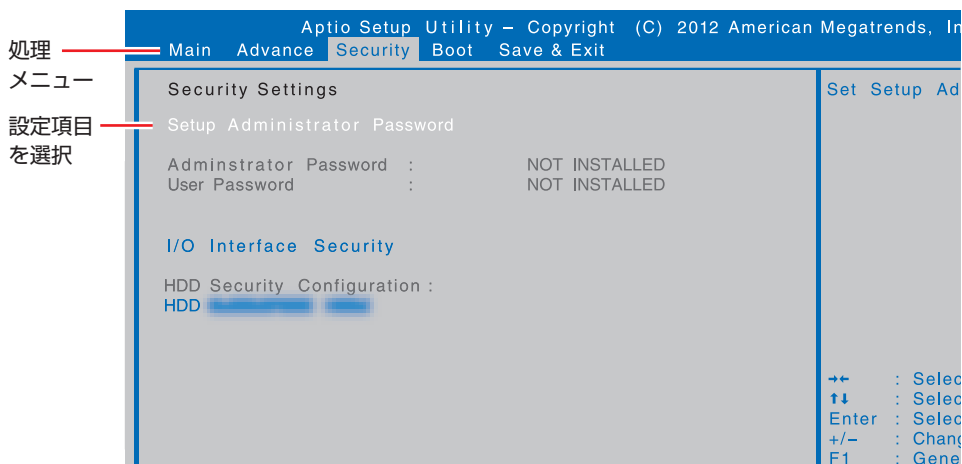 Aptio Setup Utility – Copyright (C) 2012 American Megatrends, In
Main Advance Security Boot Save & Exit
処理
メニュー
Security Settings
Set Setup Ad
設定項目
を選択
Setup Administrator Password
Adminstrator Password : NOT INSTALLED
User Password : NOT INSTALLED
I/O Interface Security
HDD Security Configuration :
HDD
→← : Selec
↑↓ : Selec
Enter : Selec
+/– : Chang
F1 : Gene